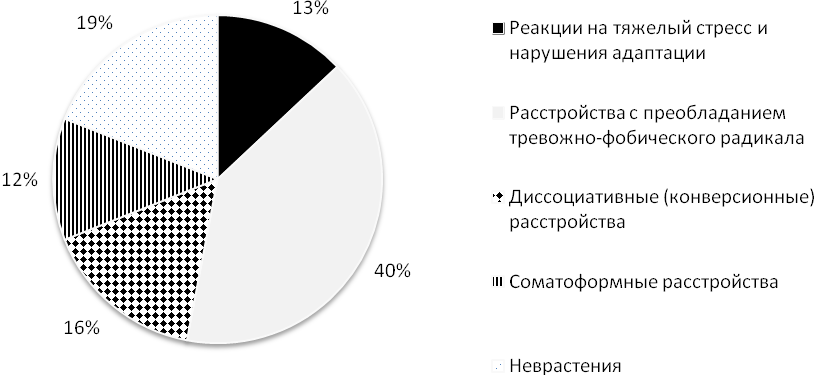 13%
40%
16%
12%
19%
Реакции на тяжелый стресс и
нарушения адаптации
Расстройства с преобладанием
тревожно-фобического радикала
Диссоциативные (конверсионные)
расстройства
Соматоформные расстройства
Неврастения